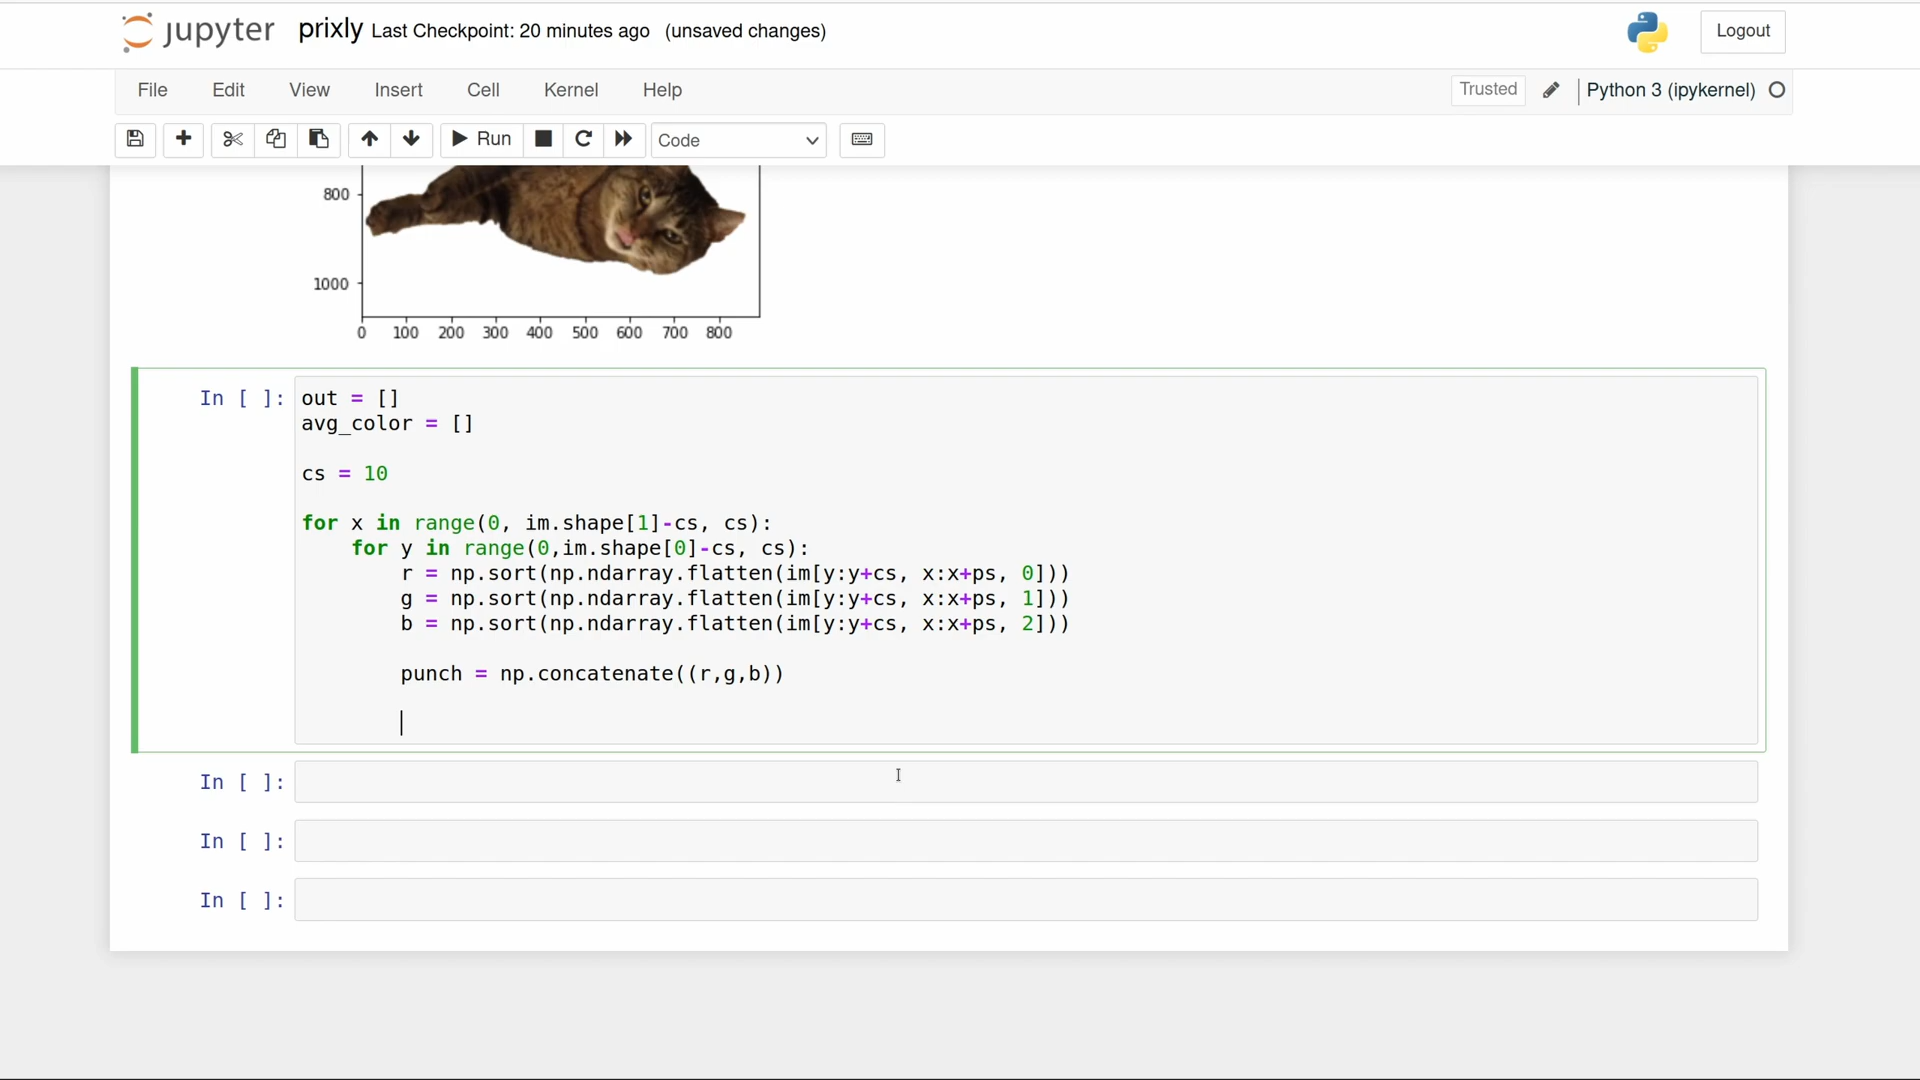 jupyter prixly Last Checkpoint: 20 minutes ago (unsaved changes) Logout
File Edit View Insert Cell Kernel Help Trusted Python 3 (ipykernel)
Run Code
800
1000
0 100 200 300 400 500 600 700 800
In [ ]: out = []
avg_color = []
cs = 10
for x in range(0, im.shape[1]-cs, cs):
    for y in range(0,im.shape[0]-cs, cs):
        r = np.sort(np.ndarray.flatten(im[y:y+cs, x:x+ps, 0]))
        g = np.sort(np.ndarray.flatten(im[y:y+cs, x:x+ps, 1]))
        b = np.sort(np.ndarray.flatten(im[y:y+cs, x:x+ps, 2]))
        punch = np.concatenate((r,g,b))
In [ ]:
In [ ]:
In [ ]: